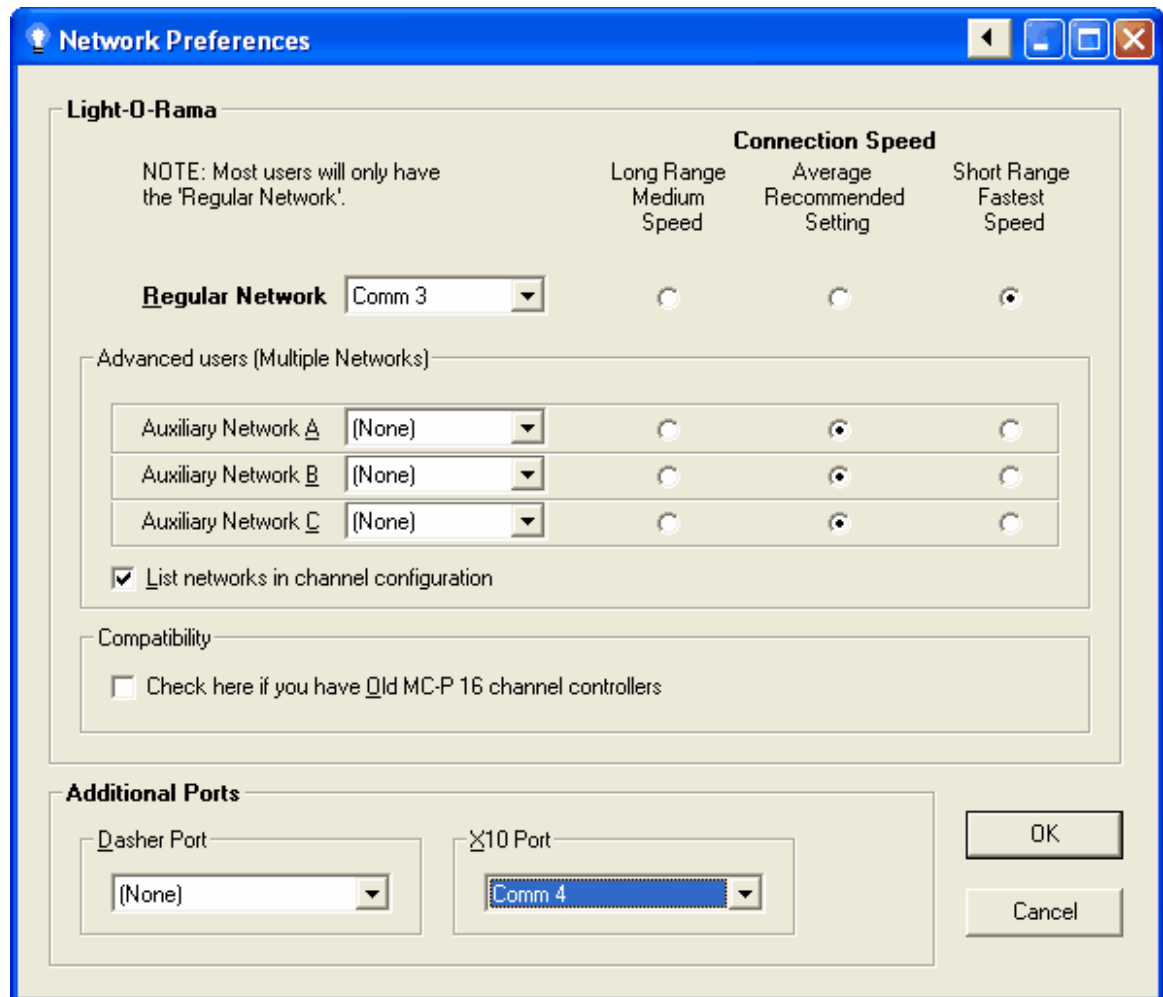 Network Preferences
Light-O-Rama
Connection Speed
NOTE: Most users will only have
the 'Regular Network'.
Long Range
Medium
Speed
Average
Recommended
Setting
Short Range
Fastest
Speed
Regular Network Comm 3
Advanced users (Multiple Networks)
Auxiliary Network A (None)
Auxiliary Network B (None)
Auxiliary Network C (None)
List networks in channel configuration
Compatibility
Check here if you have Old MC-P 16 channel controllers
Additional Ports
Dasher Port
(None)
X10 Port
Comm 4
OK
Cancel